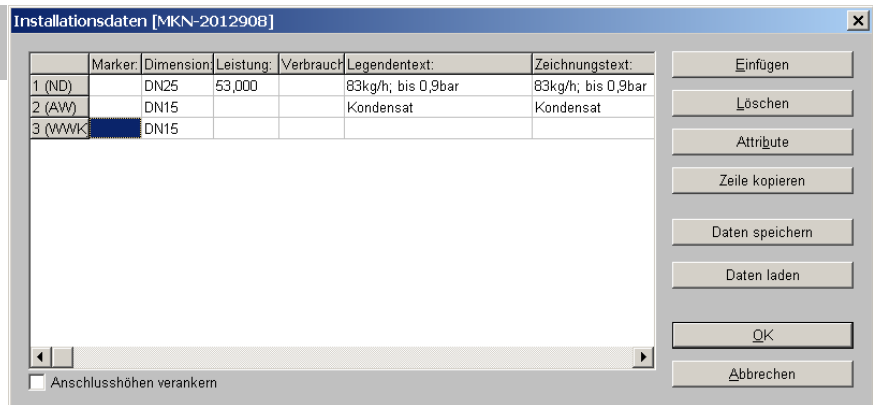 Installationsdaten [MKN-2012908]
Marker: Dimension: Leistung: Verbrauch Legendentext: Zeichnungstext:
1 (ND) DN25 53,000 83kg/h; bis 0,9bar 83kg/h; bis 0,9bar
2 (AW) DN15 Kondensat Kondensat
3 (WWK DN15
Einfügen
Löschen
Attribute
Zeile kopieren
Daten speichern
Daten laden
OK
Abbrechen
Anschlusshöhen verankern